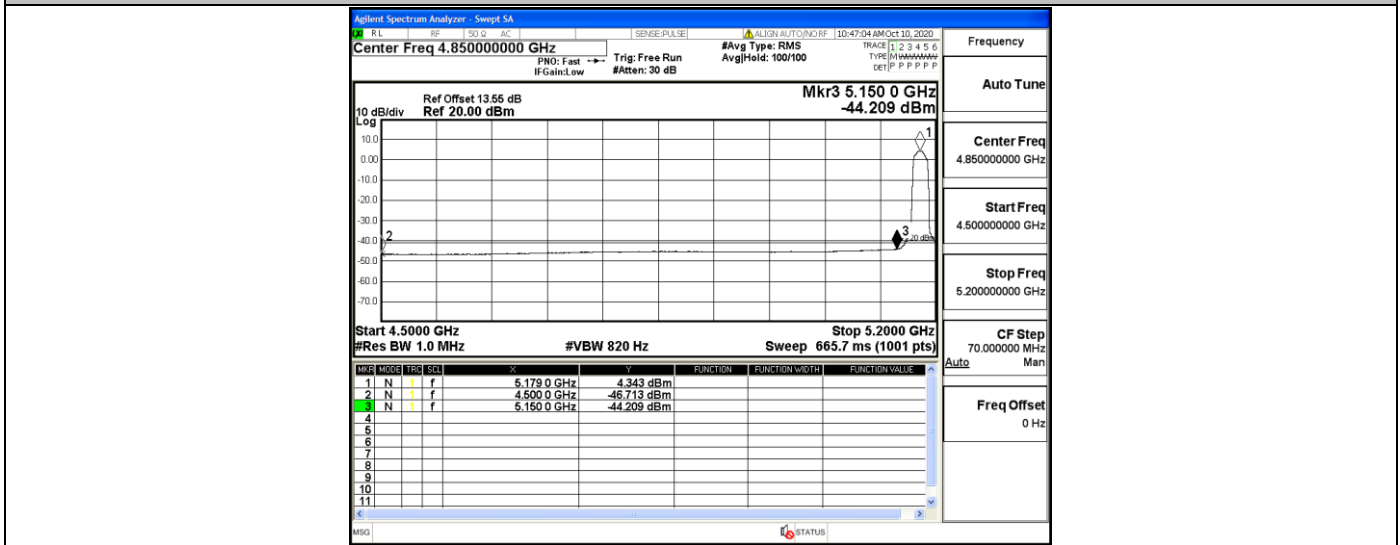 Agilent Spectrum Analyzer - Swept SA
RL RF 50 Ω AC SENSE:PULSE ALIGN AUTO/NO RF 10:47:04 AM Oct 10, 2020
Center Freq 4.850000000 GHz
PNO: Fast
IFGain:Low
Trig: Free Run
#Atten: 30 dB
#Avg Type: RMS
Avg|Hold: 100/100
TRACE 1 2 3 4 5 6
TYPE M WWWWW
DET P P P P P P
Frequency
Auto Tune
Center Freq
4.850000000 GHz
Start Freq
4.500000000 GHz
Stop Freq
5.200000000 GHz
CF Step
70.000000 MHz
Auto Man
Freq Offset
0 Hz
Mkr3 5.150 0 GHz
-44.209 dBm
Ref Offset 13.55 dB
10 dB/div Ref 20.00 dBm
Log
10.0
0.00
-10.0
-20.0
-30.0
-40.0
-50.0
-60.0
-70.0
1
2
3
Start 4.5000 GHz Stop 5.2000 GHz
#Res BW 1.0 MHz #VBW 820 Hz Sweep 665.7 ms (1001 pts)
MKR MODE TRC SCL X Y FUNCTION FUNCTION WIDTH FUNCTION VALUE
1 N 1 f 5.179 0 GHz 4.343 dBm
2 N 1 f 4.500 0 GHz -46.713 dBm
3 N 1 f 5.150 0 GHz -44.209 dBm
4
5
6
7
8
9
10
11
MSG STATUS